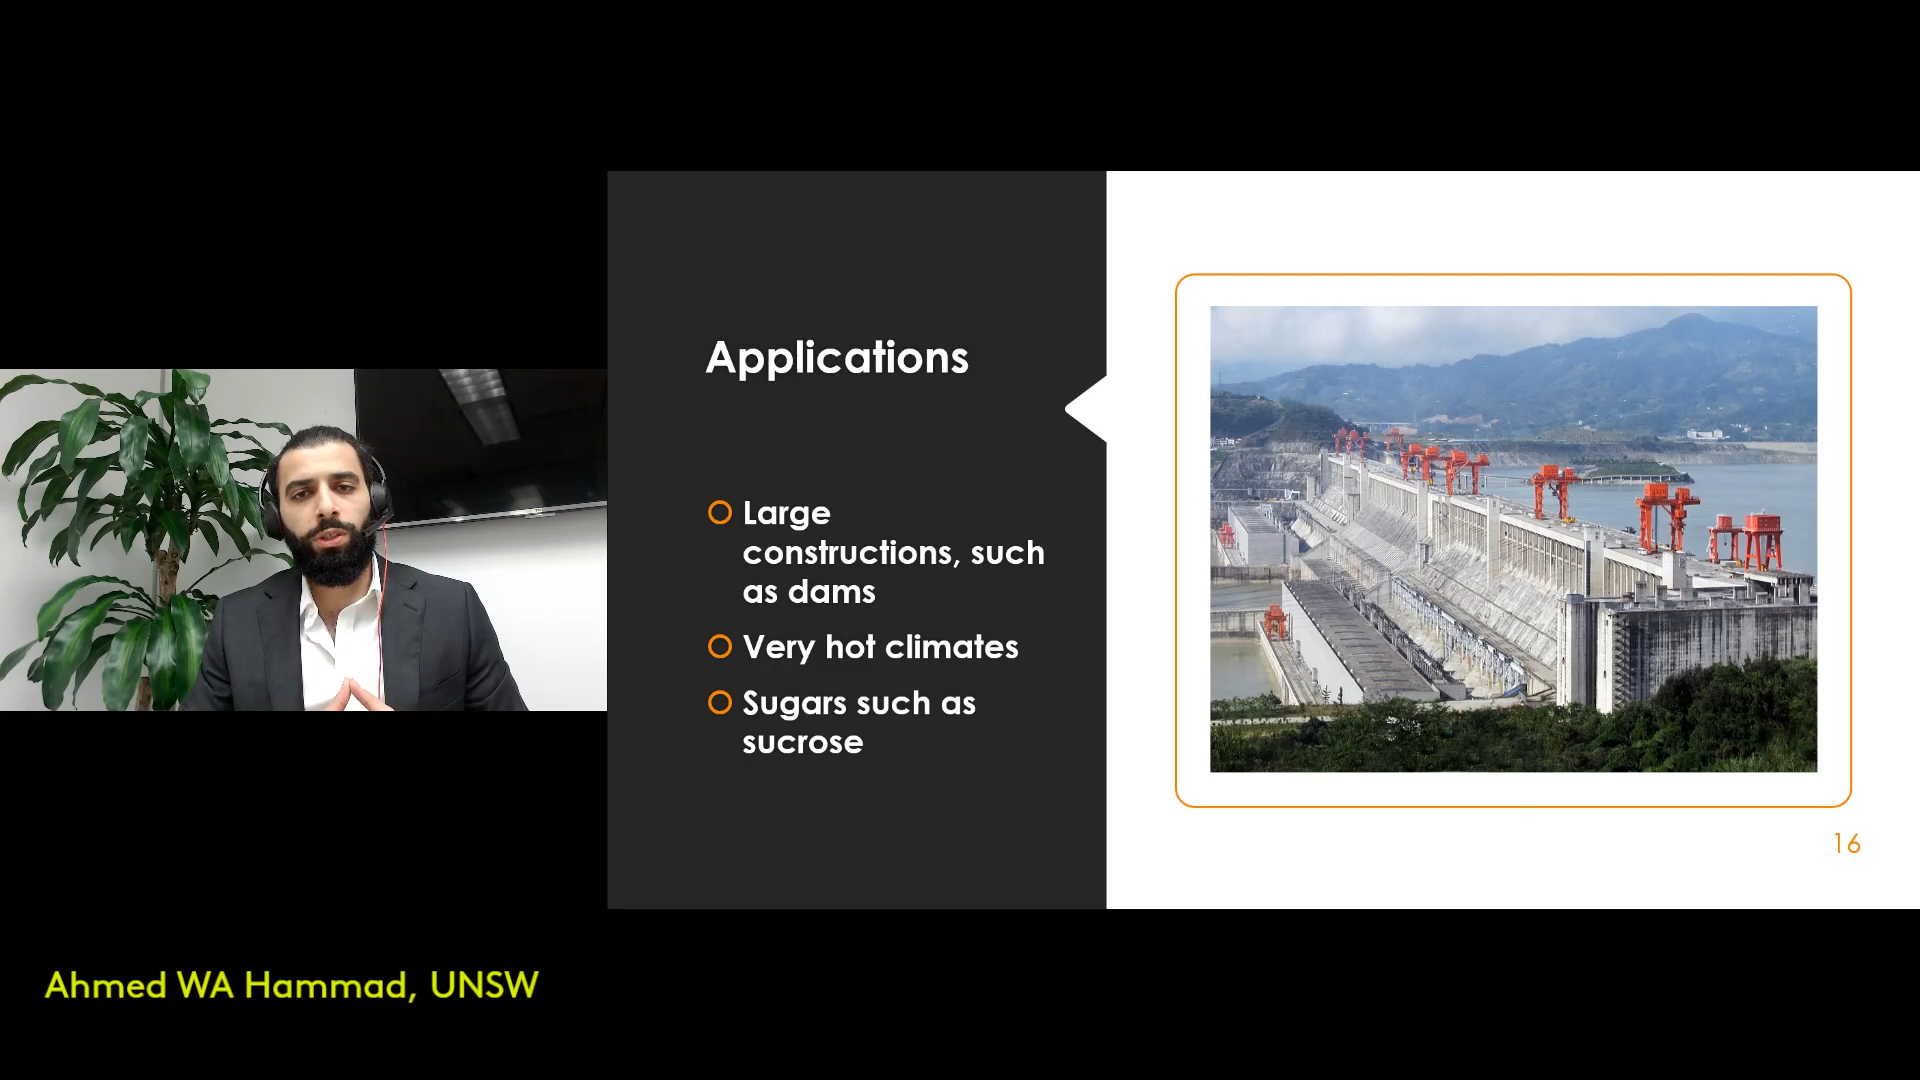 Applications
Large
constructions, such
as dams
Very hot climates
Sugars such as
sucrose
16
Ahmed WA Hammad, UNSW